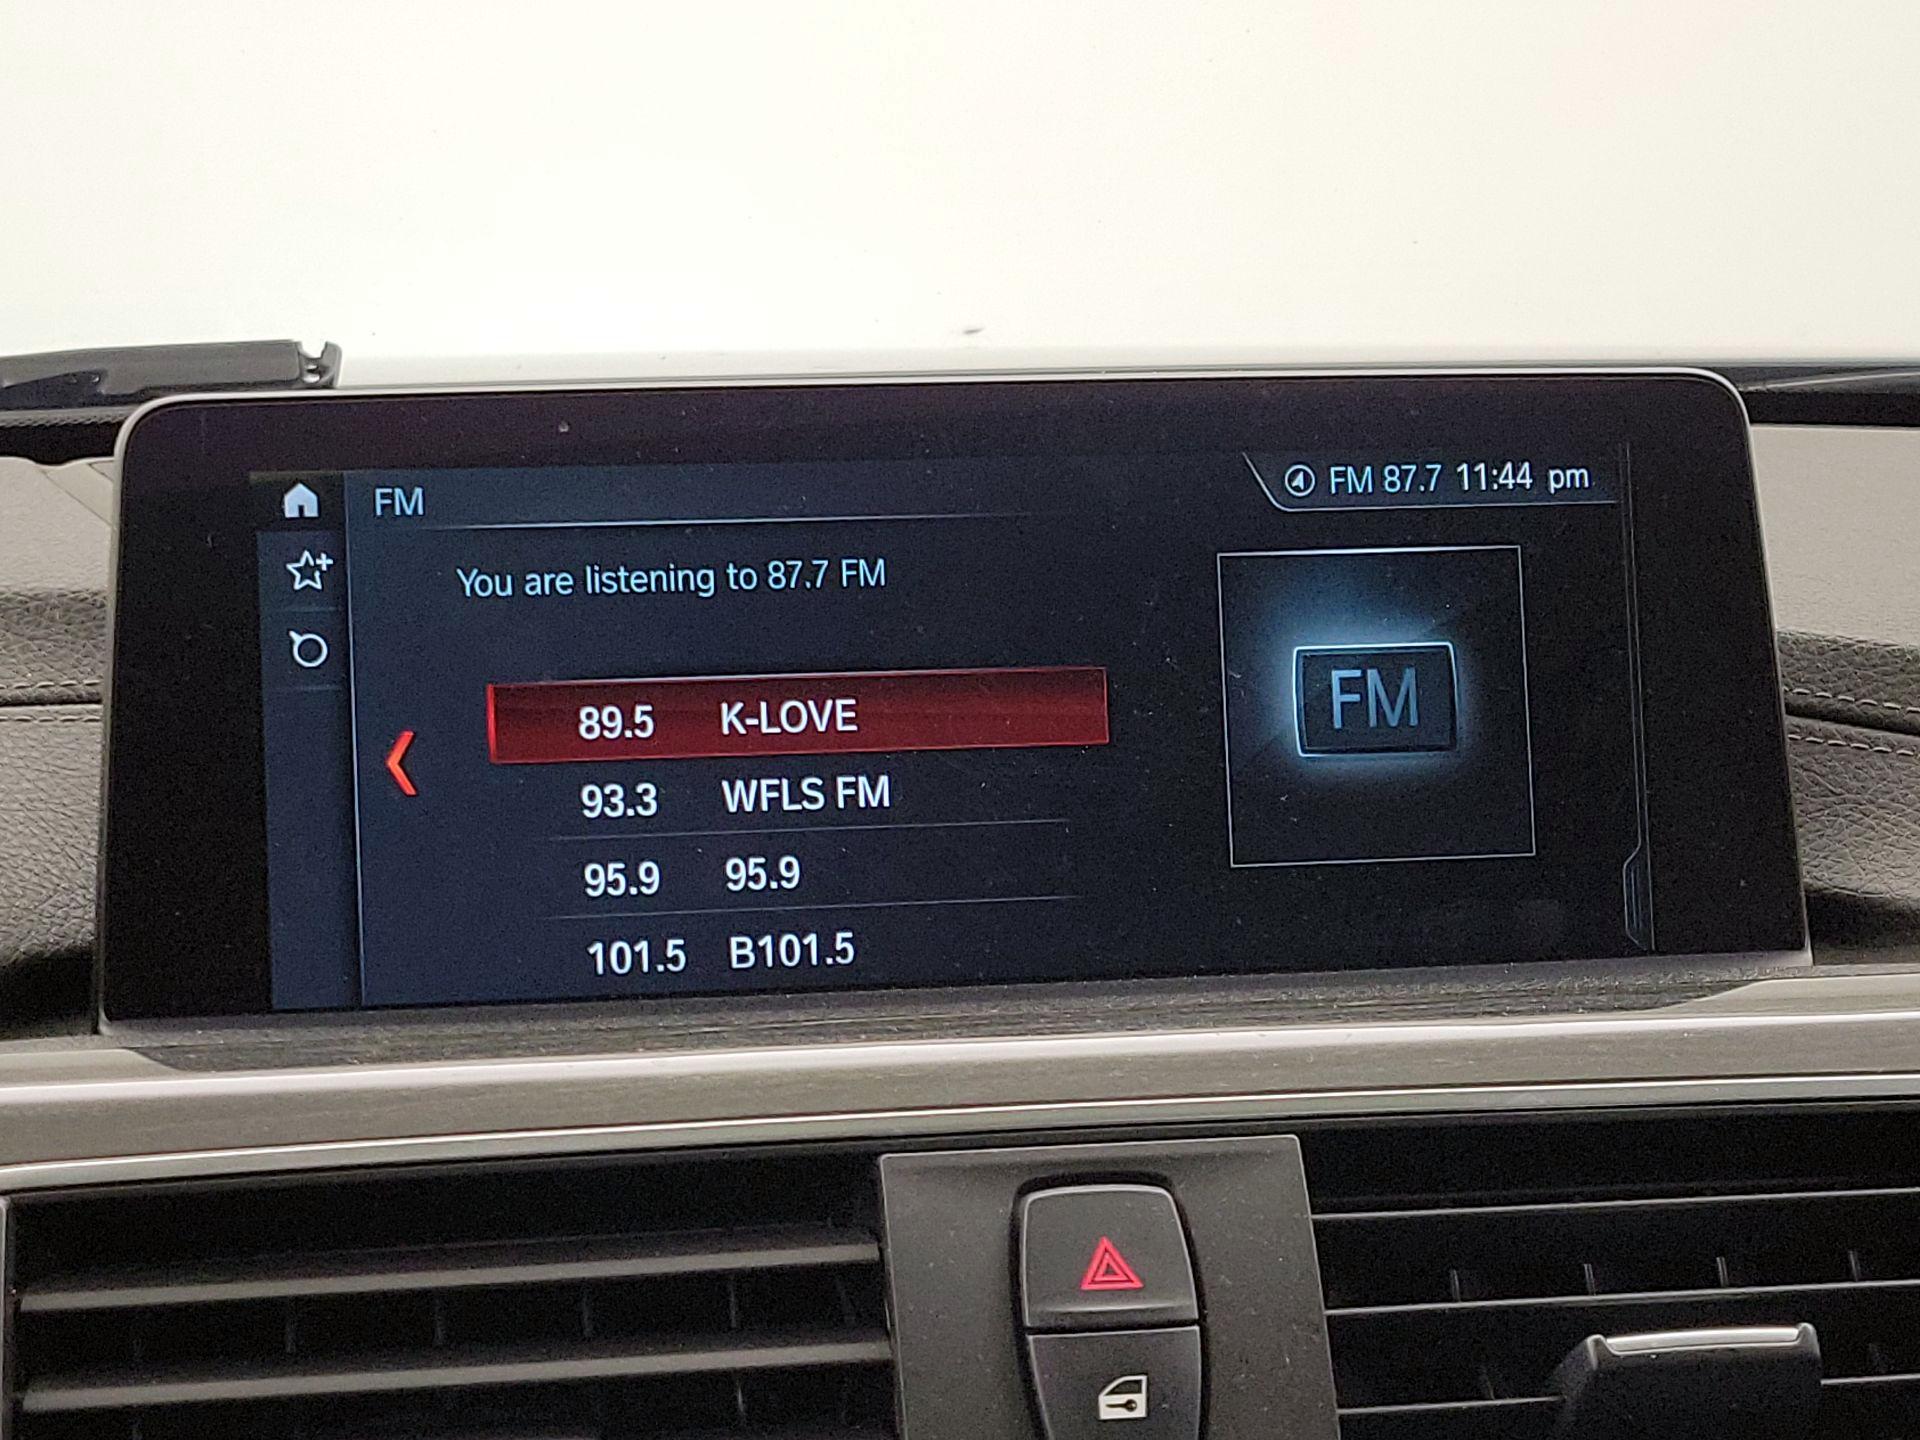 FM
FM 87.7 11:44 pm
You are listening to 87.7 FM
89.5 K-LOVE
93.3 WFLS FM
95.9 95.9
101.5 B101.5
FM